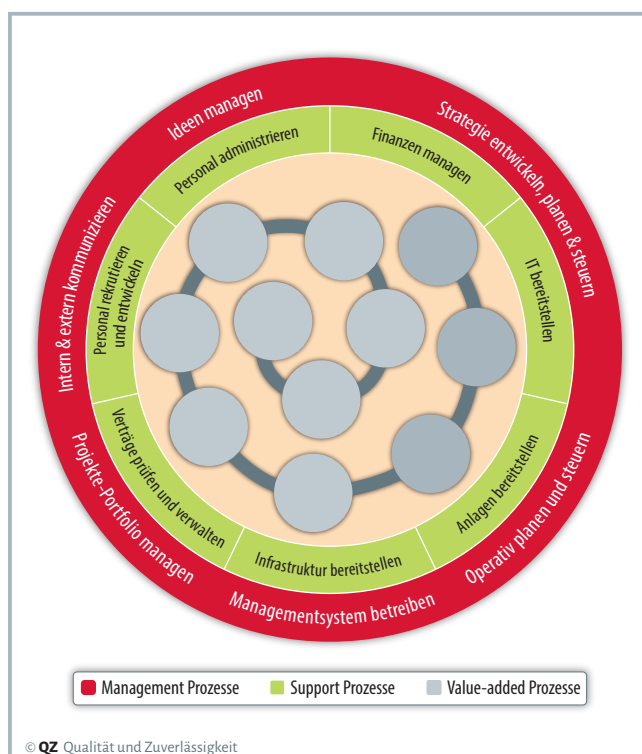 Ideen managen
Strategie entwickeln, planen & steuern
Operativ planen und steuern
Managementsystem betreiben
Projekte-Portfolio managen
Intern & extern kommunizieren
Personal administrieren
Finanzen managen
IT bereitstellen
Anlagen bereitstellen
Infrastruktur bereitstellen
Verträge prüfen und verwalten
Personal rekrutieren
und entwickeln
Management Prozesse
Support Prozesse
Value-added Prozesse
© QZ Qualität und Zuverlässigkeit